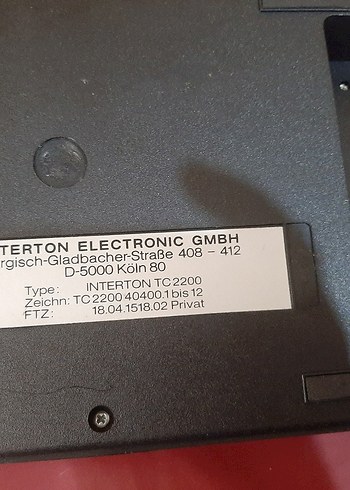 TERTON ELECTRONIC GMBH
rgisch-Gladbacher-Straße 408 – 412
D-5000 Köln 80
Type: INTERTON TC 2200
Zeichn: TC 2200 40400.1 bis 12
FTZ: 18.04.1518.02 Privat